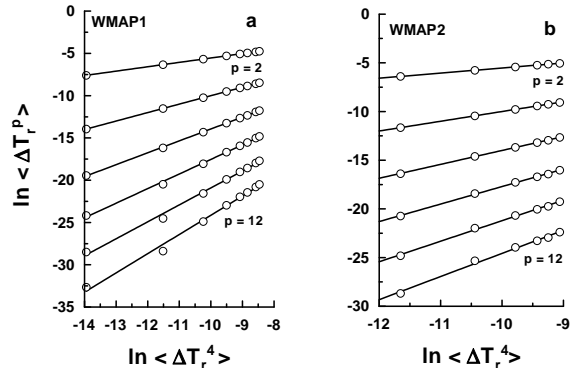 WMAP1 a
-5
-10
-15
-20
-25
-30
-35
p = 2
p = 12
-14 -13 -12 -11 -10 -9 -8
ln < ΔT_r^4 >
ln < ΔT_r^p >
WMAP2 b
0
-5
-10
-15
-20
-25
-30
p = 2
p = 12
-12 -11 -10 -9
ln < ΔT_r^4 >